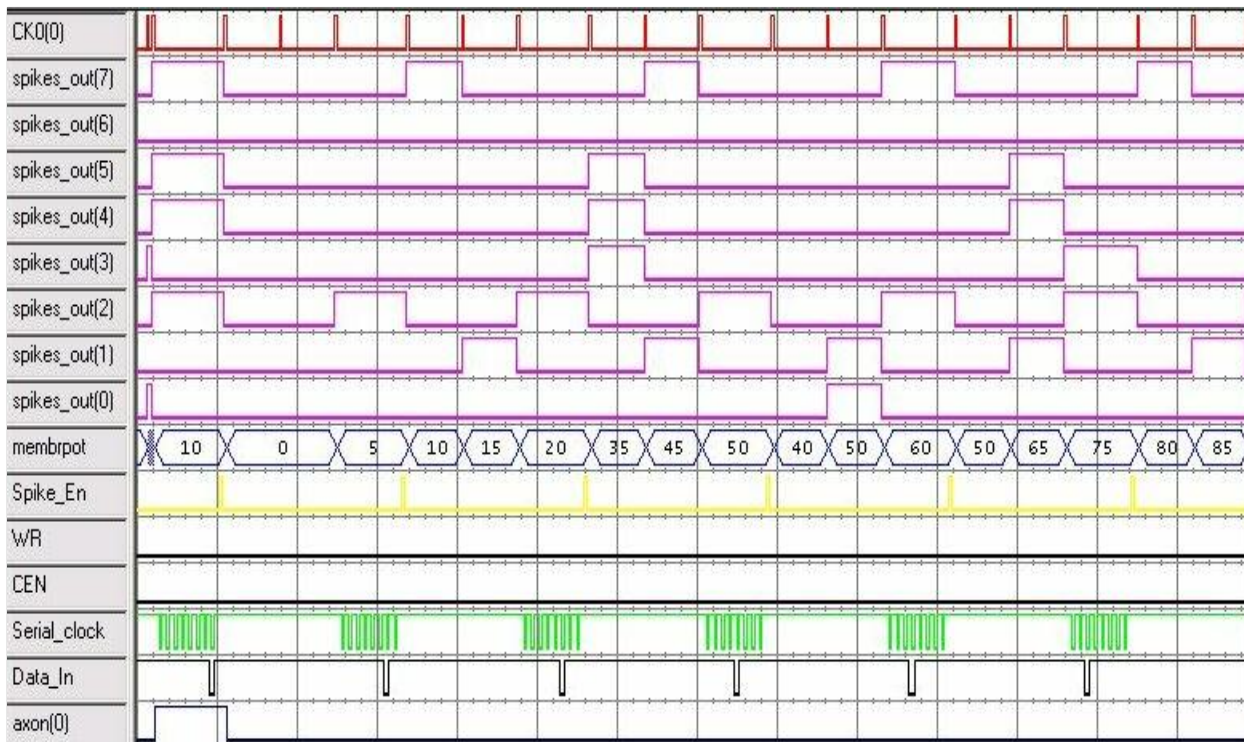 CK0(0)
spikes_out(7)
spikes_out(6)
spikes_out(5)
spikes_out(4)
spikes_out(3)
spikes_out(2)
spikes_out(1)
spikes_out(0)
membrpot 10 0 5 10 15 20 35 45 50 40 50 60 50 65 75 80 85
Spike_En
WR
CEN
Serial_clock
Data_In
axon(0)